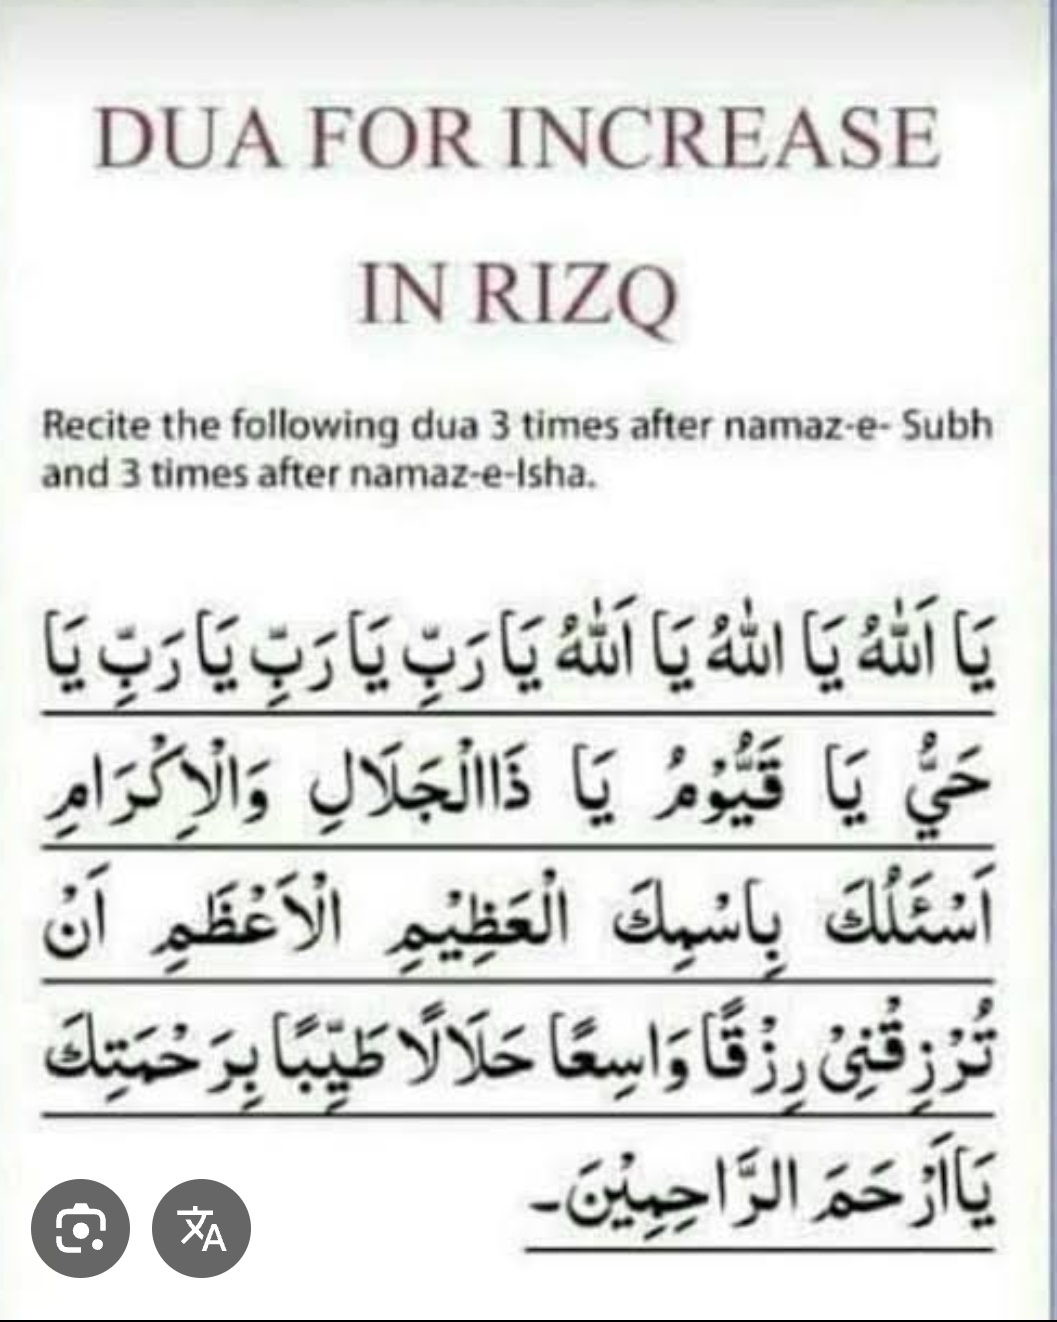 DUA FOR INCREASE
IN RIZQ
Recite the following dua 3 times after namaz-e- Subh
and 3 times after namaz-e-Isha.
يَا اَللّٰهُ يَا اللّٰهُ يَا اَللّٰهُ يَا رَبِّ يَا رَبِّ يَا رَبِّ يَا
حَيُّ يَا قَيُّوْمُ يَا ذَاالْجَلَالِ وَالْاِكْرَامِ
اَسْئَلُكَ بِاسْمِكَ الْعَظِيْمِ الْاَعْظَمِ اَنْ
تُرْزِقُنِىْ رِزْقًا وَاسِعًا حَلَالًا طَيِّبًا بِرَحْمَتِكَ
يَااَرْحَمَ الرَّاحِمِيْنَ۔